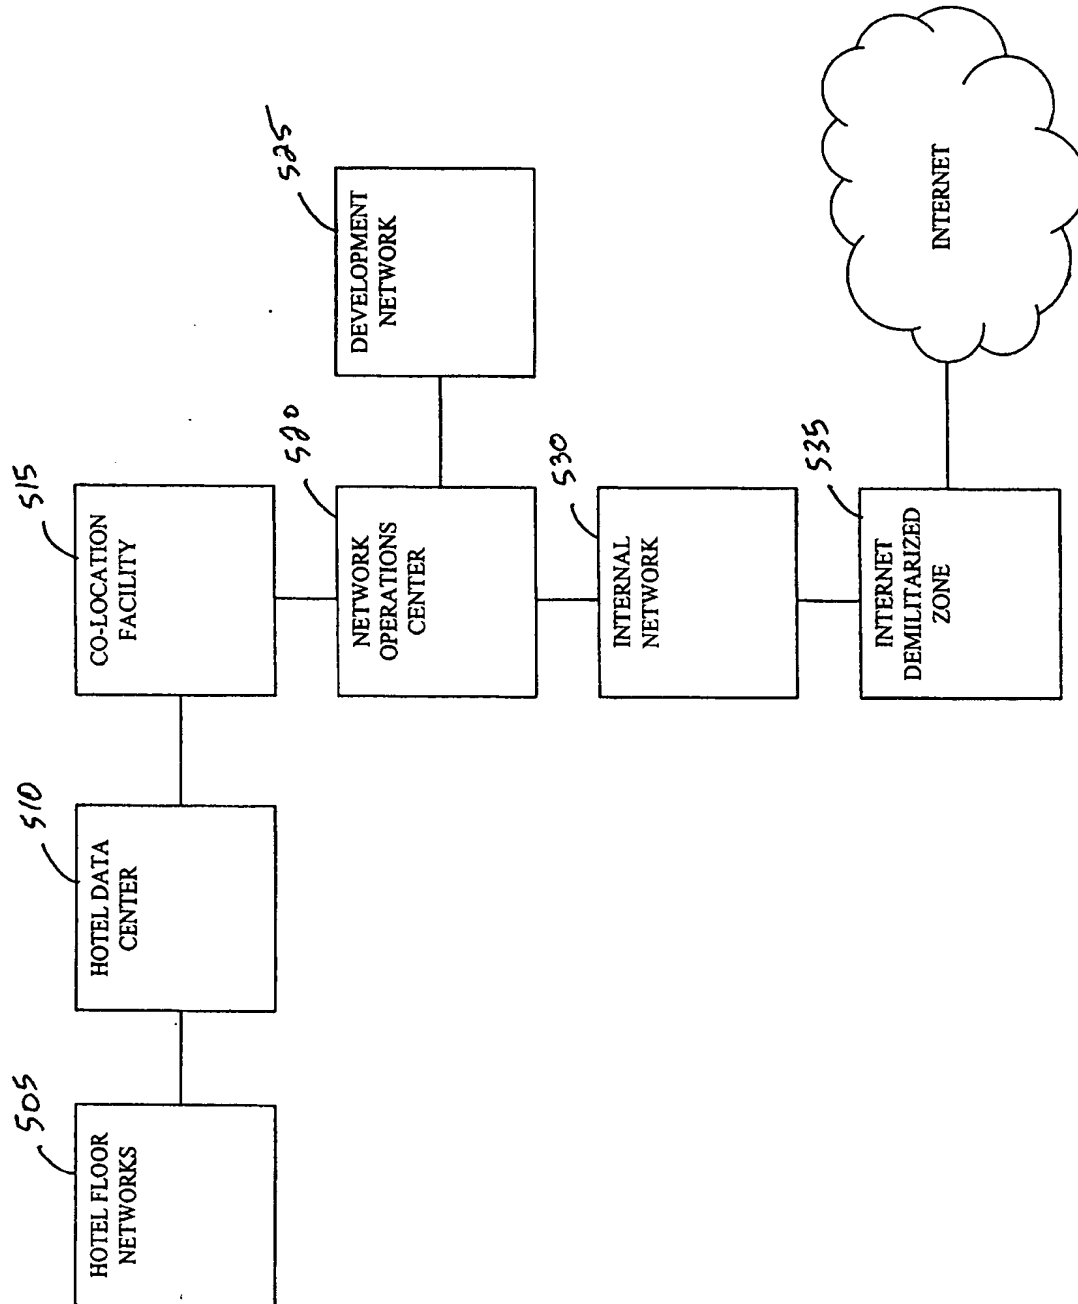 505
HOTEL FLOOR
NETWORKS
510
HOTEL DATA
CENTER
515
CO-LOCATION
FACILITY
520
NETWORK
OPERATIONS
CENTER
525
DEVELOPMENT
NETWORK
530
INTERNAL
NETWORK
535
INTERNET
DEMILITARIZED
ZONE
INTERNET